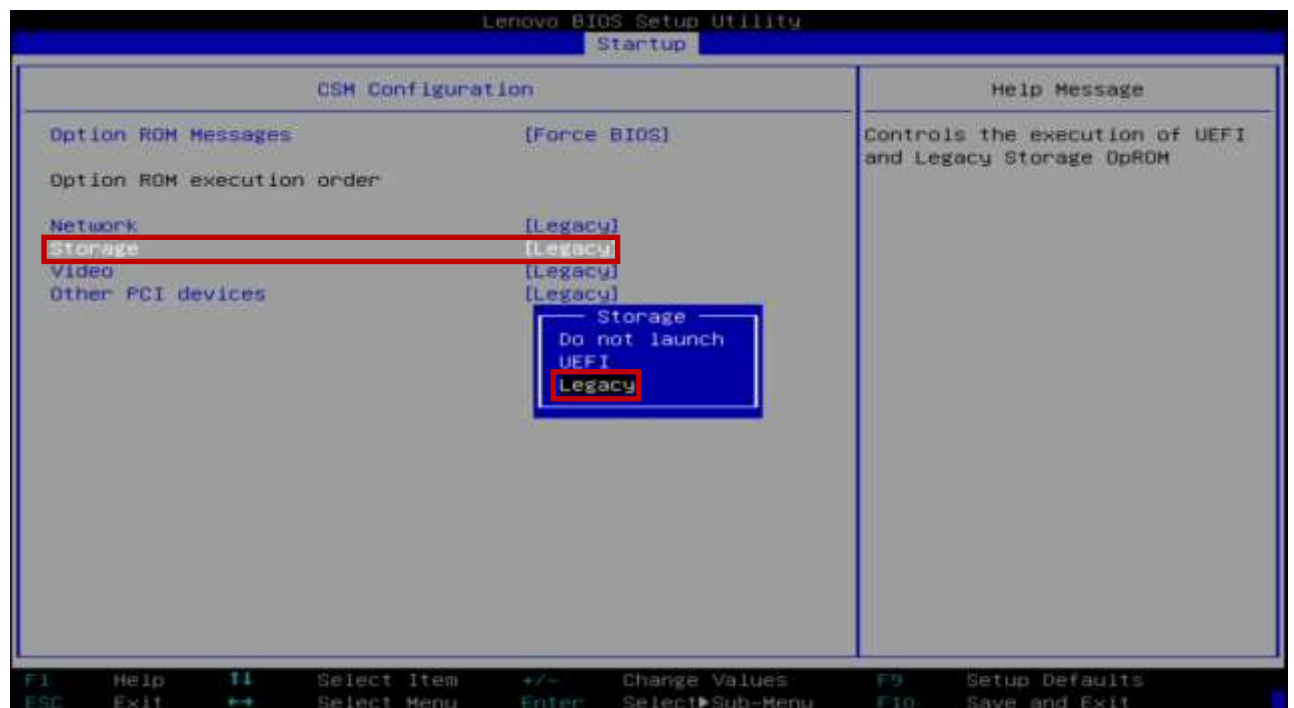 Lenovo BIOS Setup Utility
Startup
CSM Configuration
Option ROM Messages [Force BIOS]
Option ROM execution order
Network [Legacy]
Storage [Legacy]
Video [Legacy]
Other PCI devices [Legacy]
Storage
Do not launch
UEFI
Legacy
Help Message
Controls the execution of UEFI
and Legacy Storage OpROM
F1 Help ↑↓ Select Item +/- Change Values F9 Setup Defaults
ESC Exit ↔ Select Menu Enter Select▶Sub-Menu F10 Save and Exit